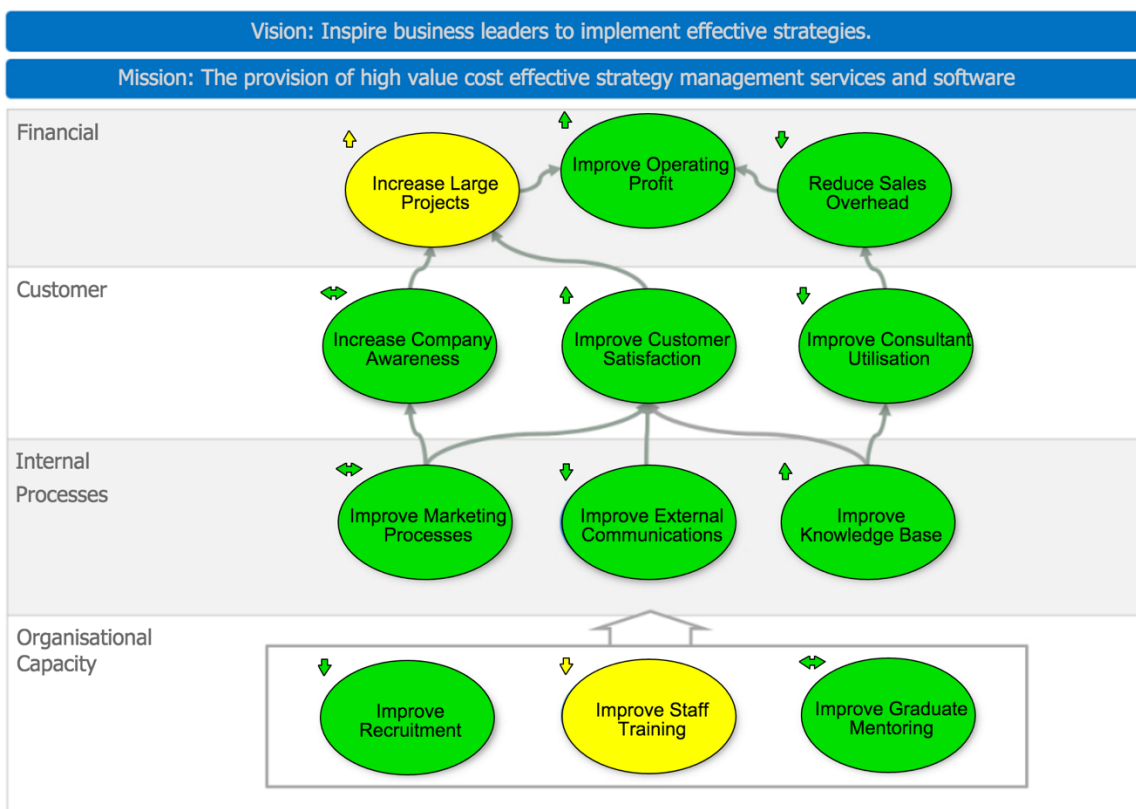 Vision: Inspire business leaders to implement effective strategies.
Mission: The provision of high value cost effective strategy management services and software
Financial
Increase Large
Projects
Improve Operating
Profit
Reduce Sales
Overhead
Customer
Increase Company
Awareness
Improve Customer
Satisfaction
Improve Consultant
Utilisation
Internal
Processes
Improve Marketing
Processes
Improve External
Communications
Improve
Knowledge Base
Organisational
Capacity
Improve
Recruitment
Improve Staff
Training
Improve Graduate
Mentoring